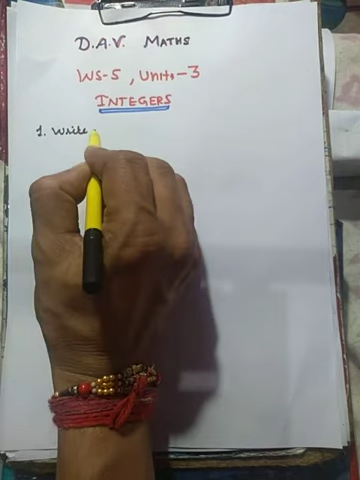 D.A.V. MATHS
WS-5, Unit-3
INTEGERS
1. Write